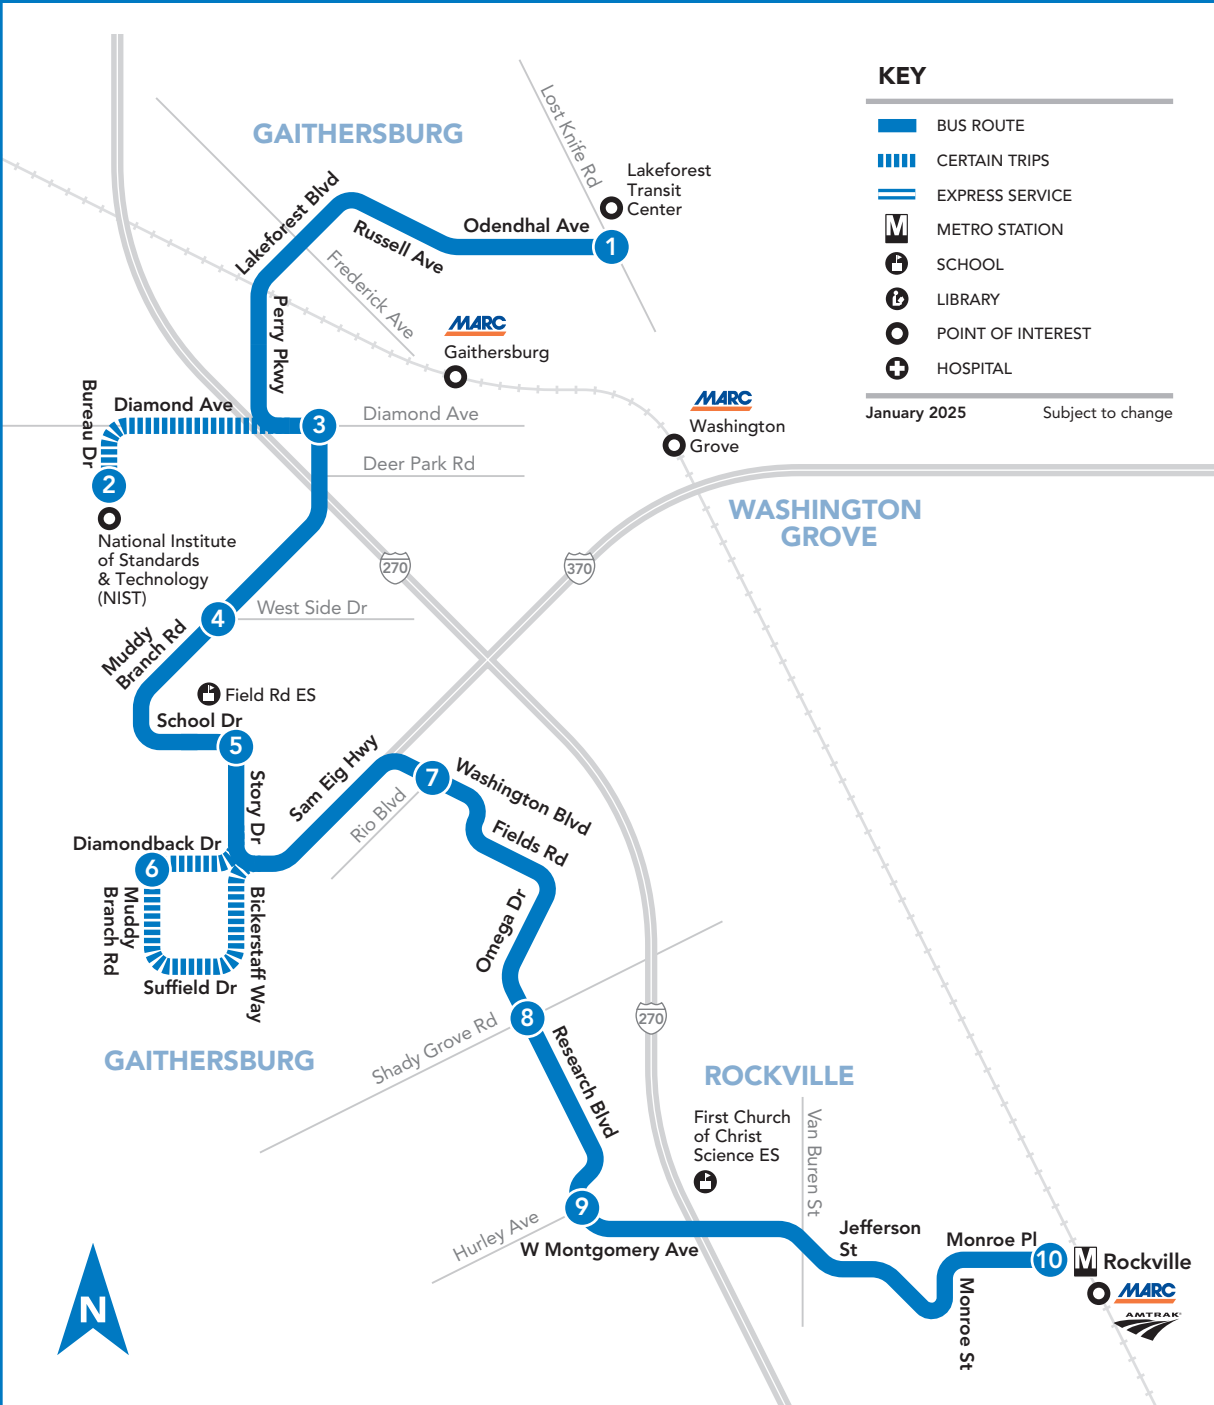 KEY
BUS ROUTE
CERTAIN TRIPS
EXPRESS SERVICE
METRO STATION
SCHOOL
LIBRARY
POINT OF INTEREST
HOSPITAL
January 2025
Subject to change
GAITHERSBURG
Lost Knife Rd
Lakeforest
Transit
Center
Lakeforest Blvd
Russell Ave
Odendhal Ave
1
Frederick Ave
Perry Pkwy
MARC
Gaithersburg
MARC
Washington
Grove
Bureau Dr
Diamond Ave
3
Diamond Ave
Deer Park Rd
2
National Institute
of Standards
& Technology
(NIST)
WASHINGTON
GROVE
270
370
4
West Side Dr
Muddy
Branch Rd
Field Rd ES
School Dr
5
Story Dr
Sam Eig Hwy
Rio Blvd
7
Washington Blvd
Fields Rd
Diamondback Dr
6
Muddy
Branch Rd
Bickerstaff Way
Suffield Dr
Omega Dr
8
Shady Grove Rd
270
GAITHERSBURG
Research Blvd
ROCKVILLE
First Church
of Christ
Science ES
Van Buren St
9
Hurley Ave
W Montgomery Ave
Jefferson
St
Monroe Pl
10
M
Rockville
MARC
AMTRAK
Monroe St
N